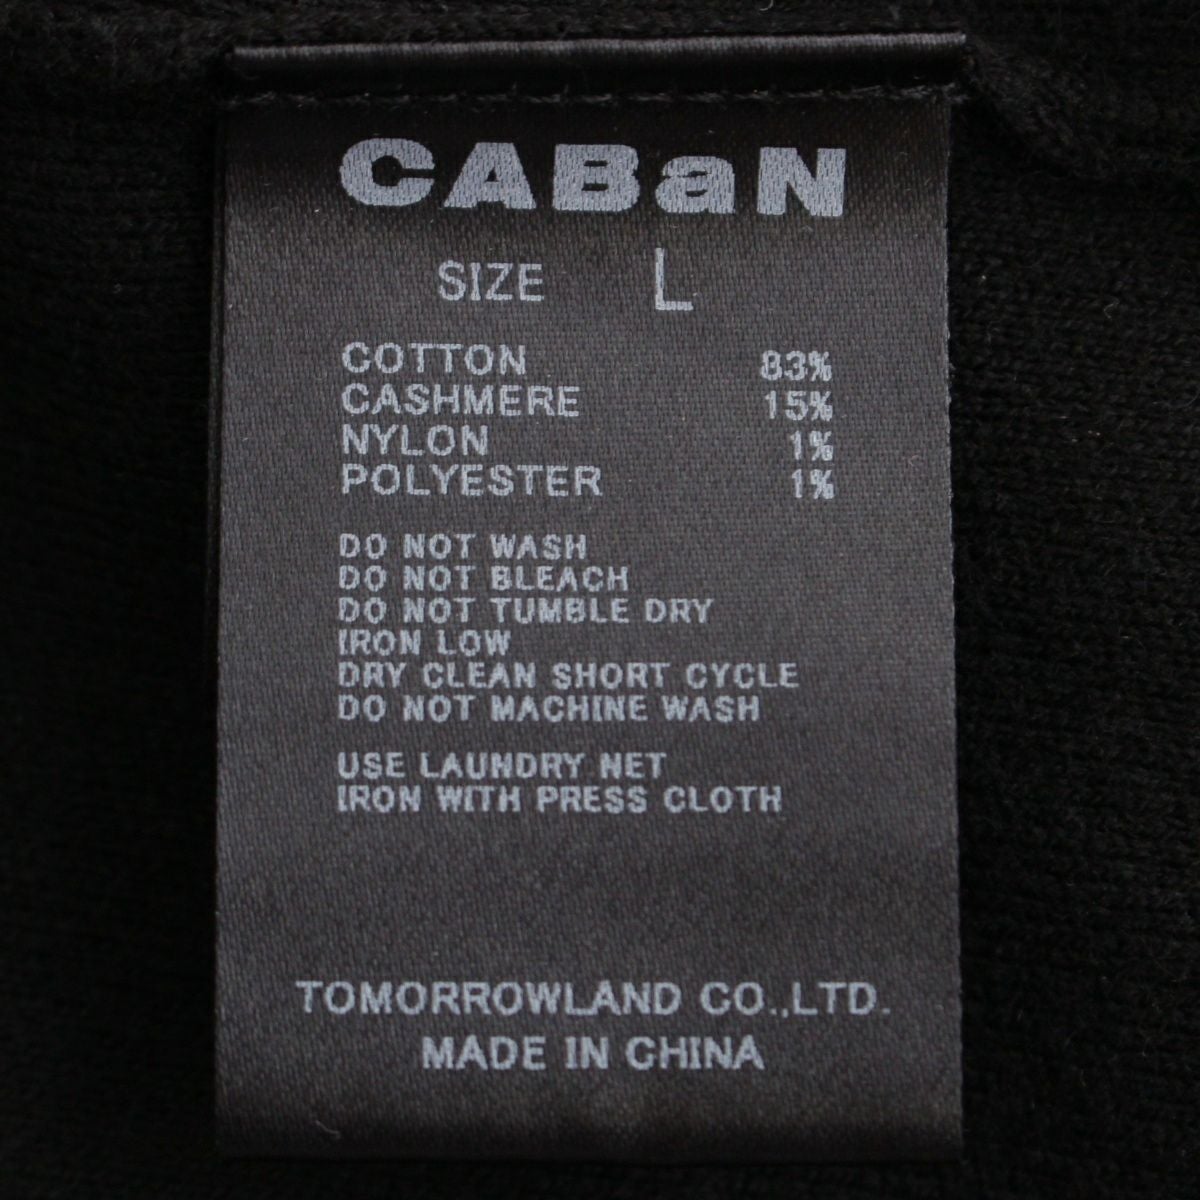 CABaN
SIZE L
COTTON 83%
CASHMERE 15%
NYLON 1%
POLYESTER 1%
DO NOT WASH
DO NOT BLEACH
DO NOT TUMBLE DRY
IRON LOW
DRY CLEAN SHORT CYCLE
DO NOT MACHINE WASH
USE LAUNDRY NET
IRON WITH PRESS CLOTH
TOMORROWLAND CO.,LTD.
MADE IN CHINA